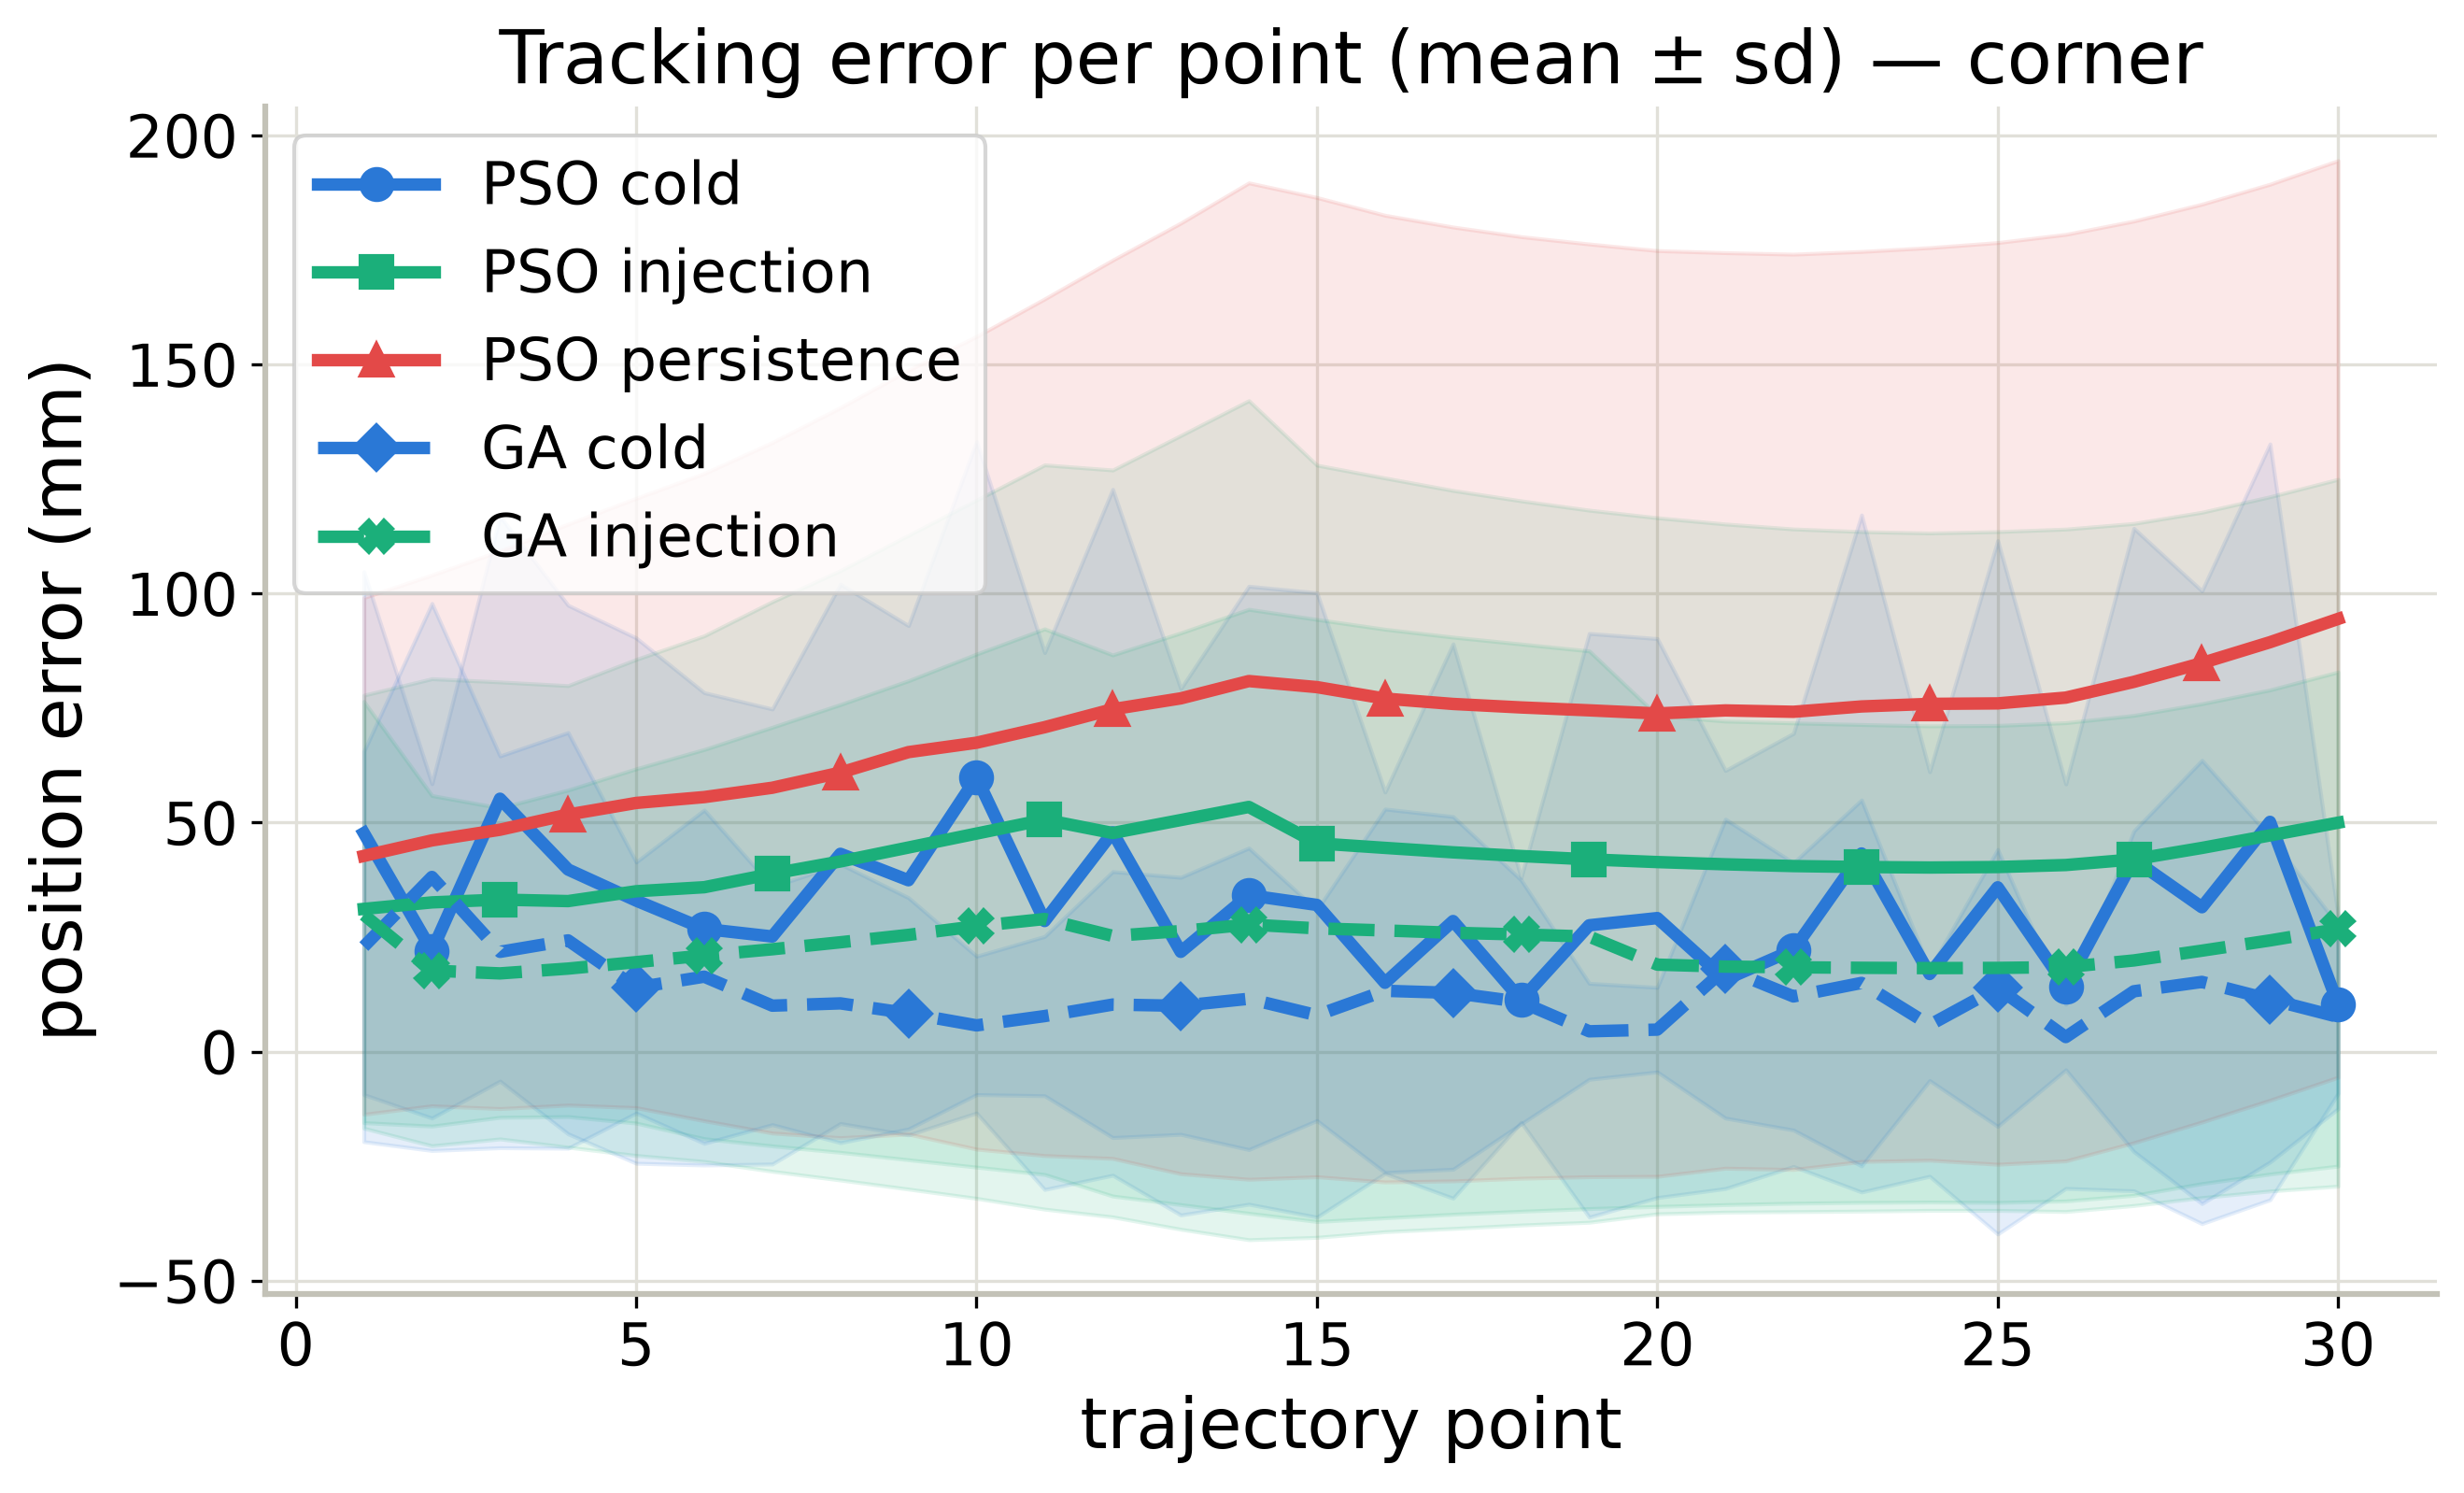 Tracking error per point (mean ± sd) — corner
200
150
100
50
0
−50
position error (mm)
PSO cold
PSO injection
PSO persistence
GA cold
GA injection
0 5 10 15 20 25 30
trajectory point